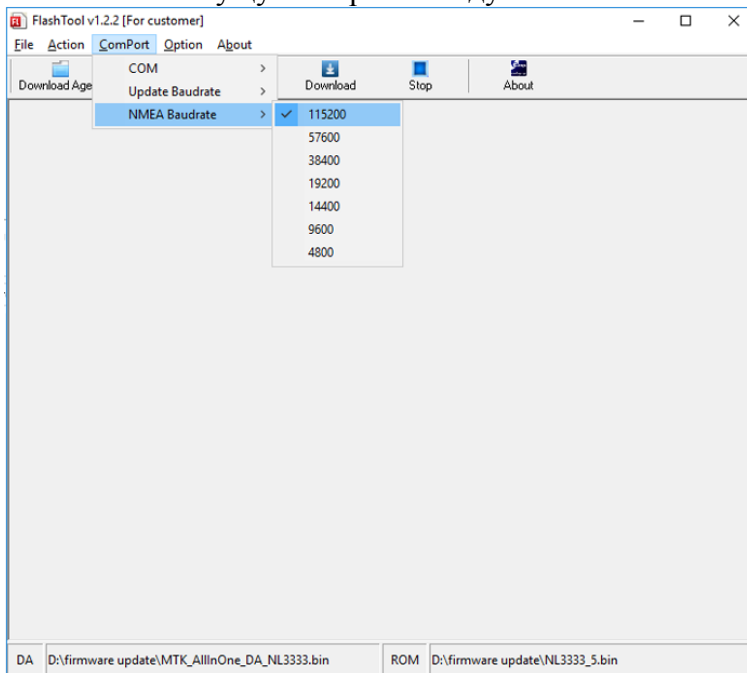 FlashTool v1.2.2 [For customer]
File Action ComPort Option About
Download Age
Download Stop About
COM
Update Baudrate
NMEA Baudrate
115200
57600
38400
19200
14400
9600
4800
DA D:\firmware update\MTK_AllInOne_DA_NL3333.bin ROM D:\firmware update\NL3333_5.bin